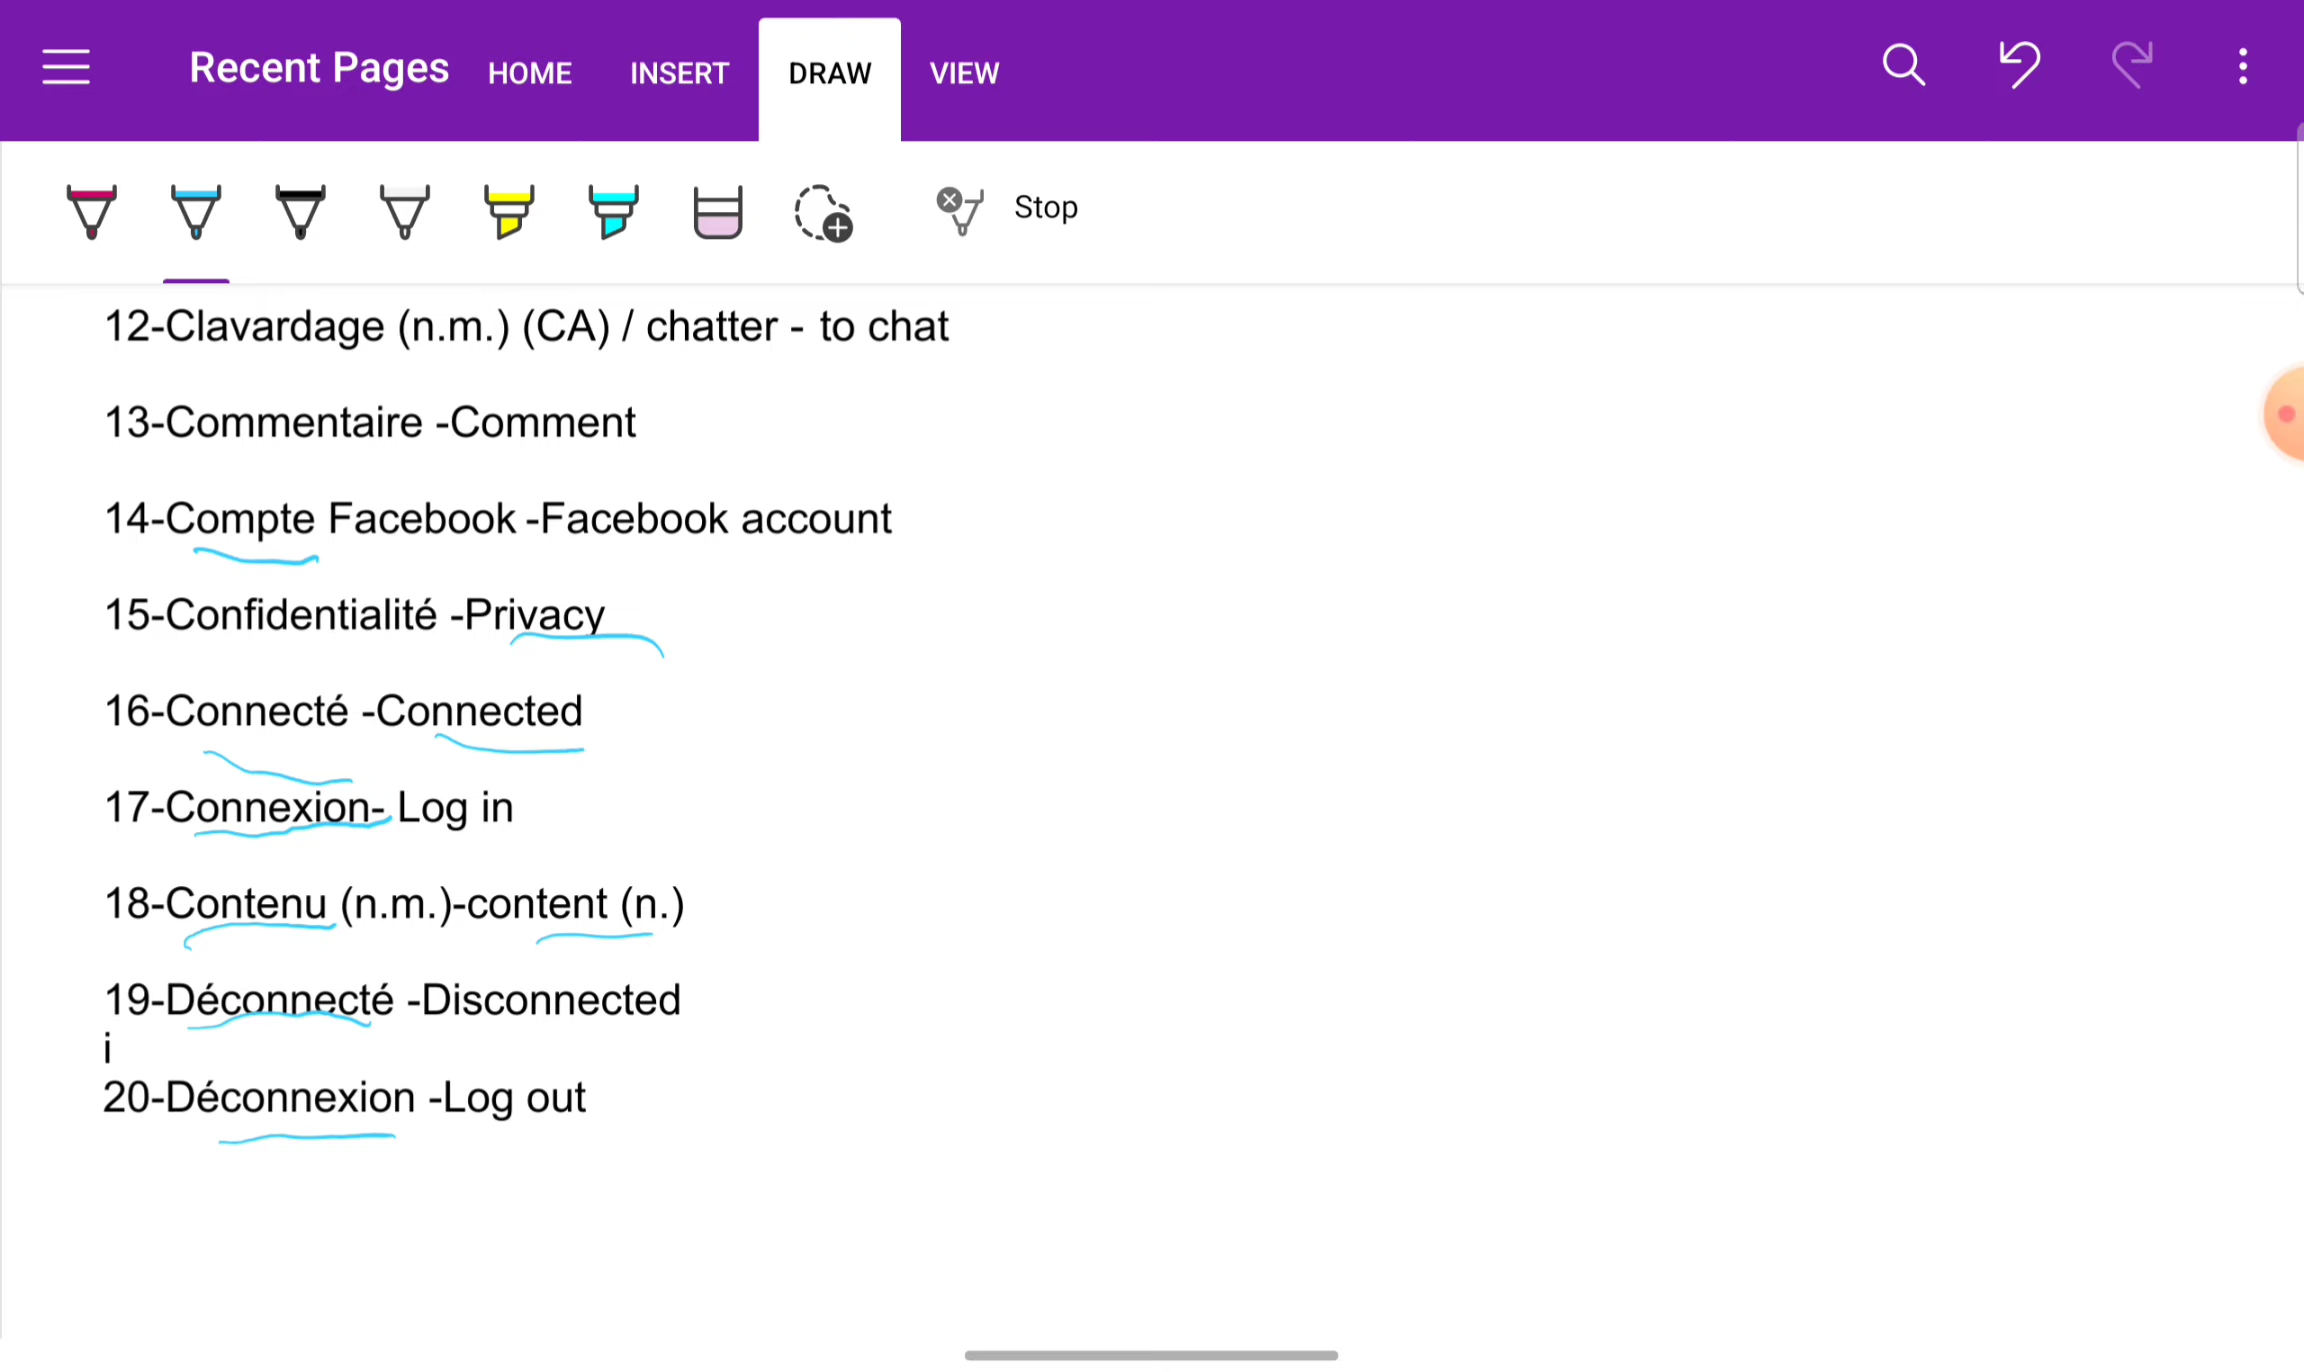 Recent Pages HOME INSERT DRAW VIEW
Stop
12-Clavardage (n.m.) (CA) / chatter - to chat
13-Commentaire -Comment
14-Compte Facebook -Facebook account
15-Confidentialité -Privacy
16-Connecté -Connected
17-Connexion- Log in
18-Contenu (n.m.)-content (n.)
19-Déconnecté -Disconnected
i
20-Déconnexion -Log out